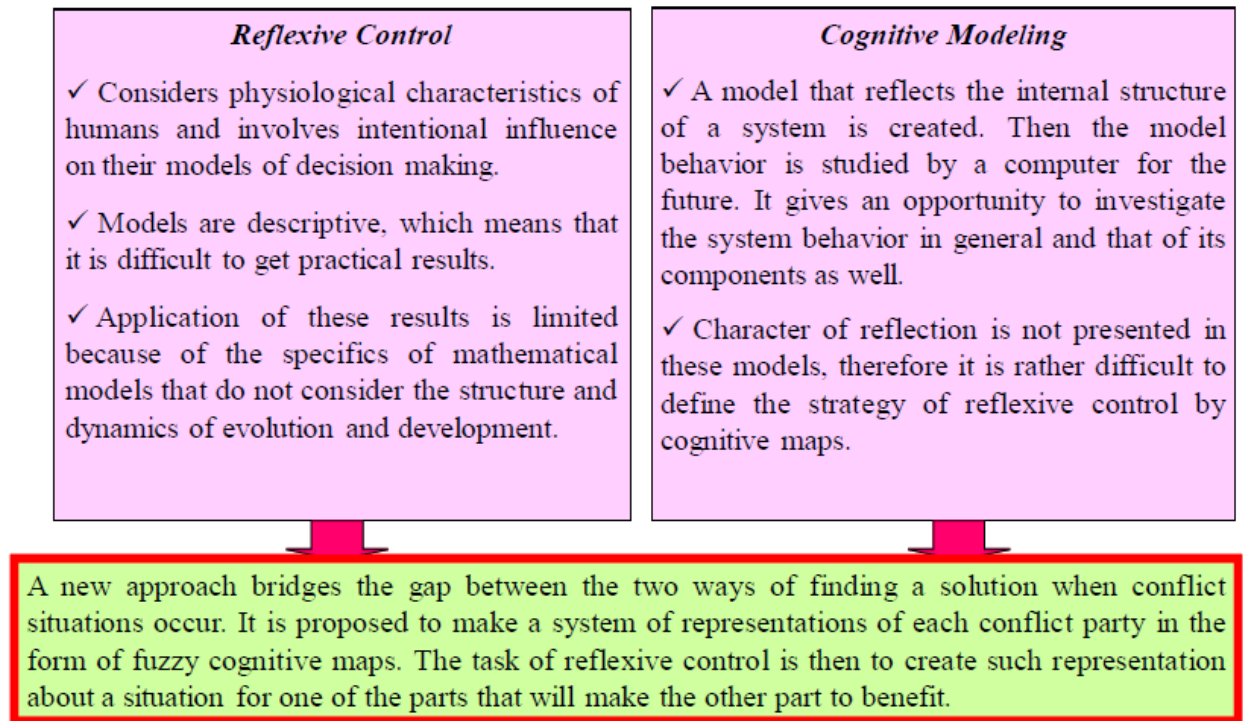 Reflexive Control
✓ Considers physiological characteristics of
humans and involves intentional influence
on their models of decision making.
✓ Models are descriptive, which means that
it is difficult to get practical results.
✓ Application of these results is limited
because of the specifics of mathematical
models that do not consider the structure and
dynamics of evolution and development.
Cognitive Modeling
✓ A model that reflects the internal structure
of a system is created. Then the model
behavior is studied by a computer for the
future. It gives an opportunity to investigate
the system behavior in general and that of its
components as well.
✓ Character of reflection is not presented in
these models, therefore it is rather difficult to
define the strategy of reflexive control by
cognitive maps.
A new approach bridges the gap between the two ways of finding a solution when conflict
situations occur. It is proposed to make a system of representations of each conflict party in the
form of fuzzy cognitive maps. The task of reflexive control is then to create such representation
about a situation for one of the parts that will make the other part to benefit.